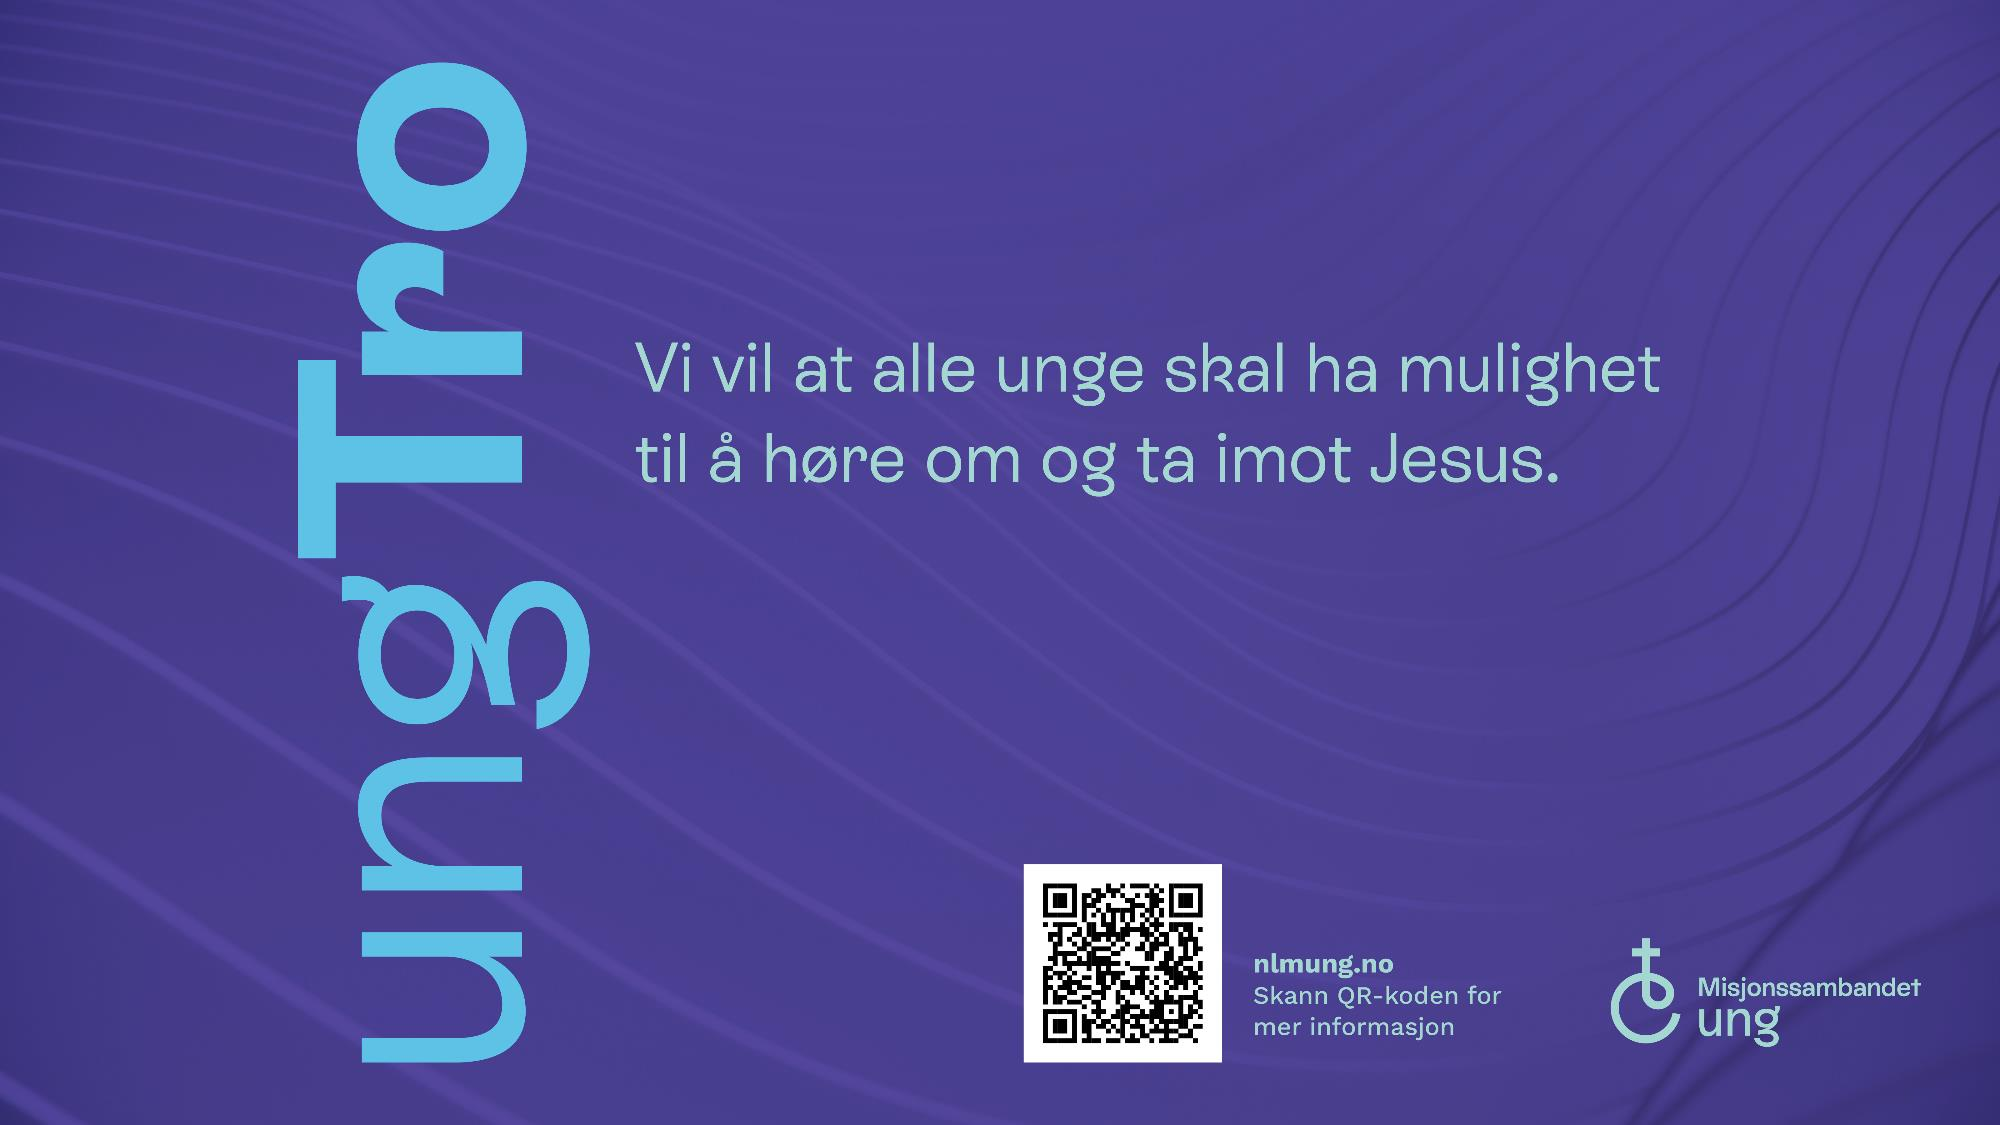 ung Tro
Vi vil at alle unge skal ha mulighet
til å høre om og ta imot Jesus.
nlmung.no
Skann QR-koden for
mer informasjon
Misjonssambandet
ung